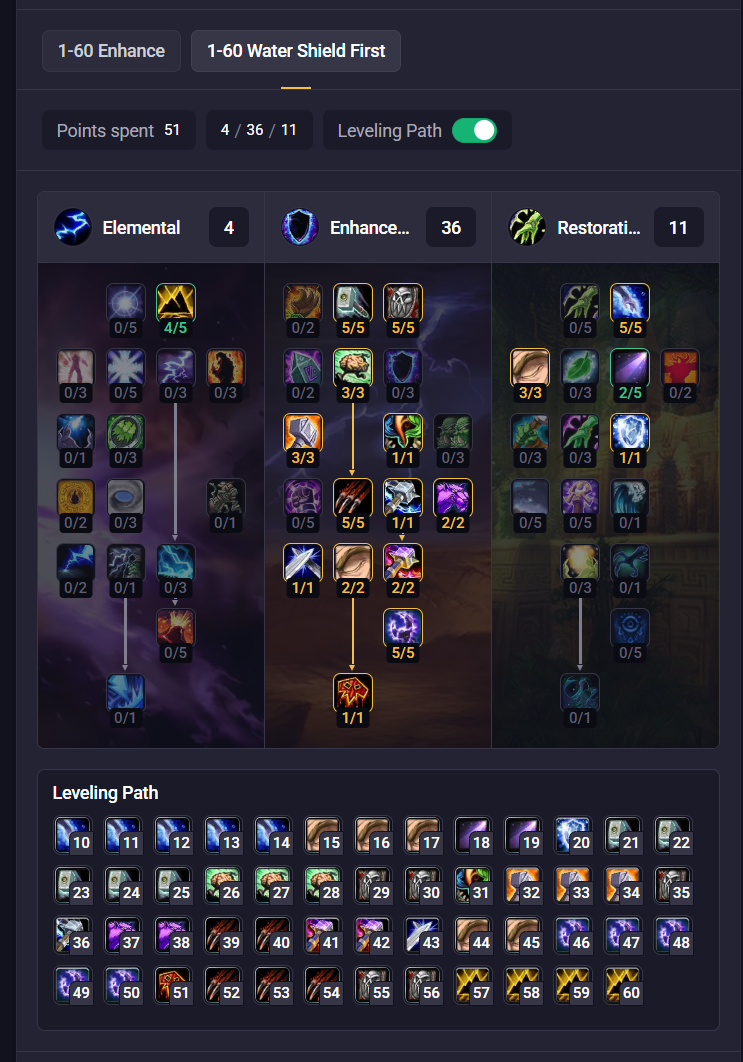 1-60 Enhance 1-60 Water Shield First
Points spent 51 4 / 36 / 11 Leveling Path
Elemental 4 Enhance... 36 Restorati... 11
0/5 4/5 0/2 5/5 5/5 0/5 5/5
0/3 0/5 0/3 0/3 0/2 3/3 0/3 3/3 0/3 2/5 0/2
0/1 0/3 3/3 1/1 0/3 0/3 0/3 1/1
0/2 0/3 0/1 0/5 5/5 1/1 2/2 0/5 0/5 0/1
0/2 0/1 0/3 1/1 2/2 2/2 0/3 0/1
0/5 5/5 0/5
0/1 1/1 0/1
Leveling Path
10 11 12 13 14 15 16 17 18 19 20 21 22
23 24 25 26 27 28 29 30 31 32 33 34 35
36 37 38 39 40 41 42 43 44 45 46 47 48
49 50 51 52 53 54 55 56 57 58 59 60